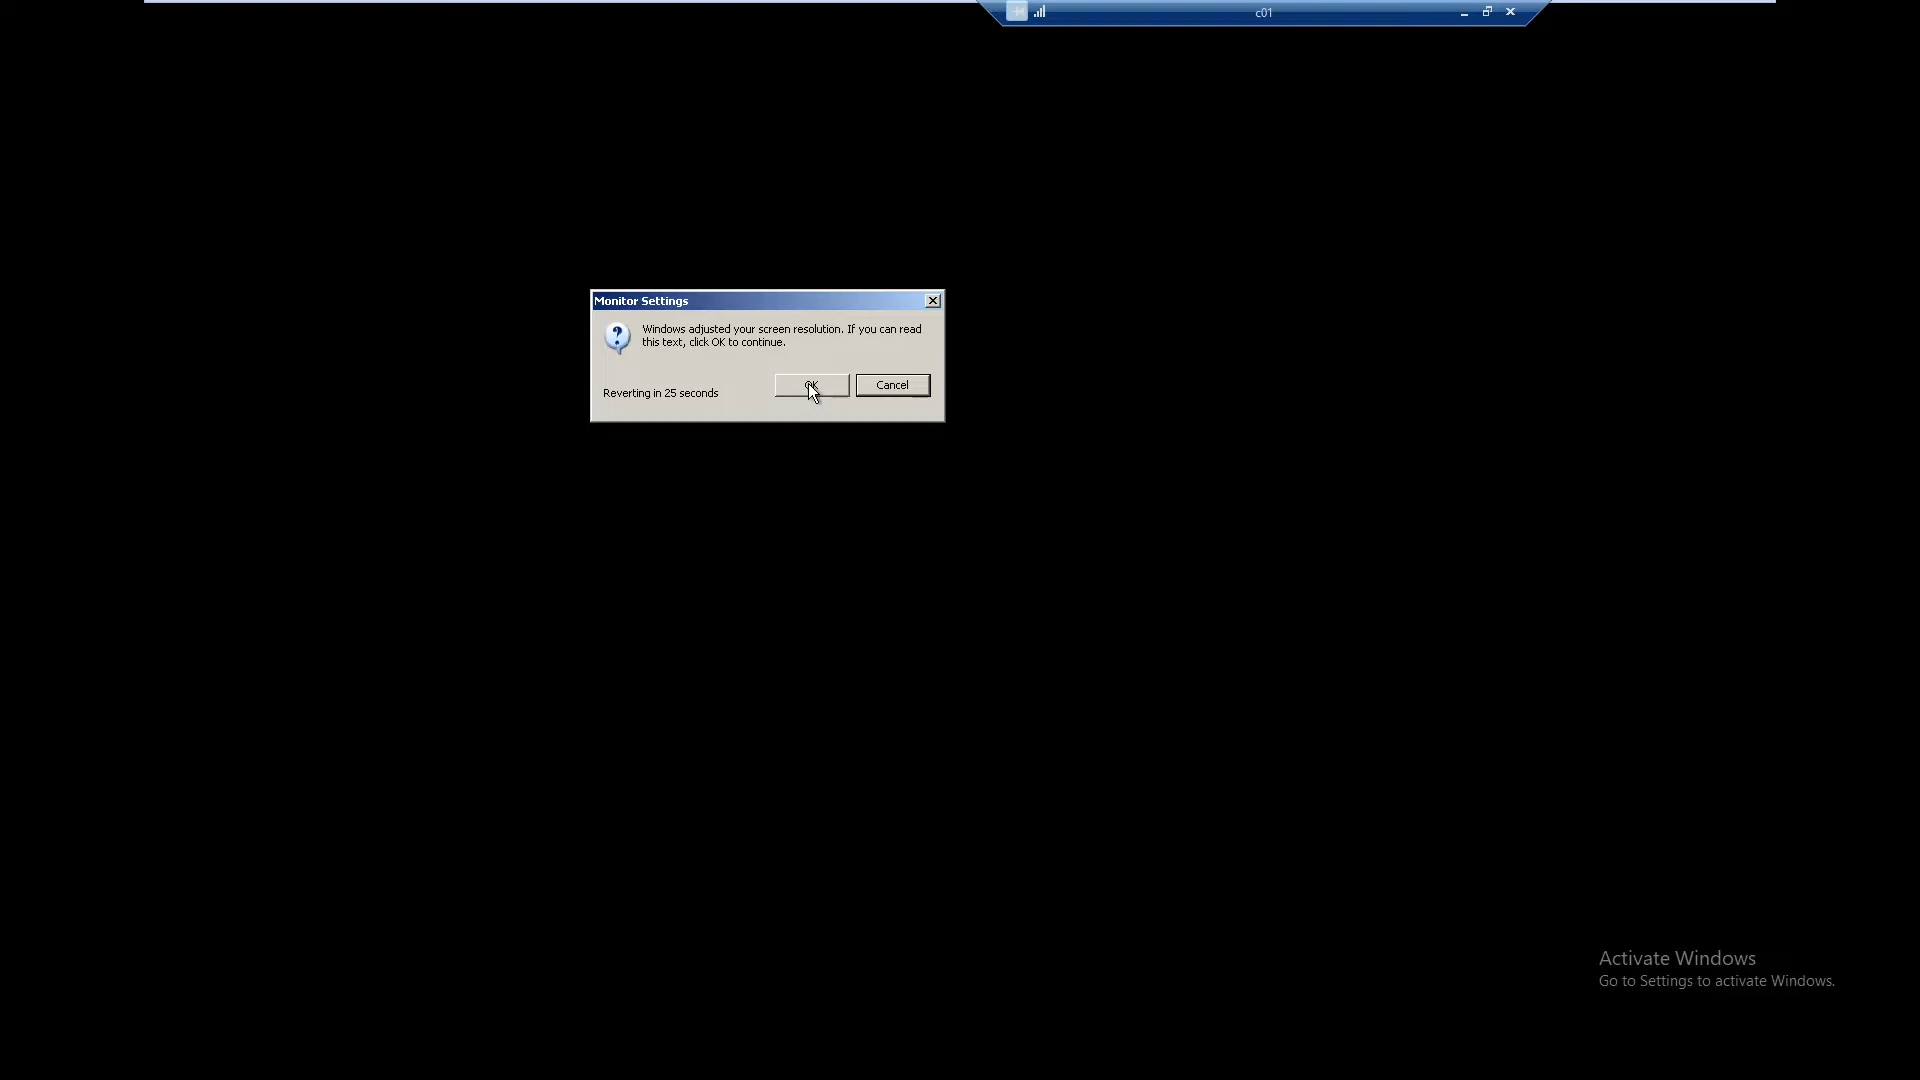 c01
Monitor Settings
Windows adjusted your screen resolution. If you can read
this text, click OK to continue.
OK
Cancel
Reverting in 25 seconds
Activate Windows
Go to Settings to activate Windows.